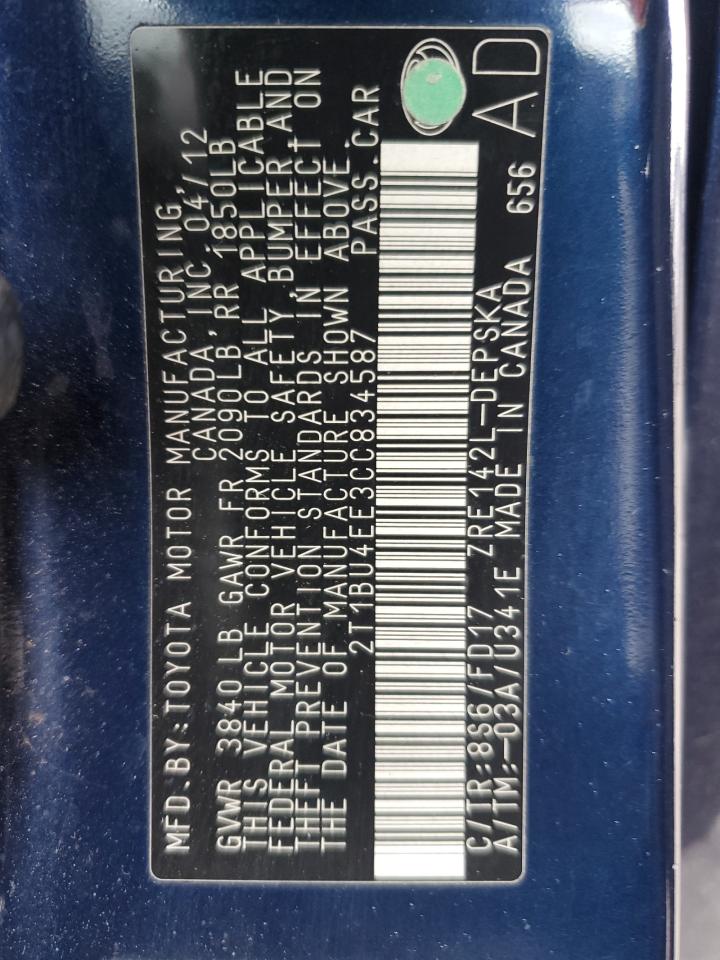 MFD.BY:TOYOTA MOTOR MANUFACTURING,
CANADA,INC.04/12
GVWR 3840 LB GAWR FR 2090LB,RR 1850LB
THIS VEHICLE CONFORMS TO ALL APPLICABLE
FEDERAL MOTOR VEHICLE SAFETY,BUMPER,AND
THEFT PREVENTION STANDARDS IN EFFECT ON
THE DATE OF MANUFACTURE SHOWN ABOVE.
2T1BU4EE3CC834587 PASS.CAR
C/TR:8S6/FD17 ZRE142L-DEPSKA
A/TM:-03A/U341E MADE IN CANADA 656 AD